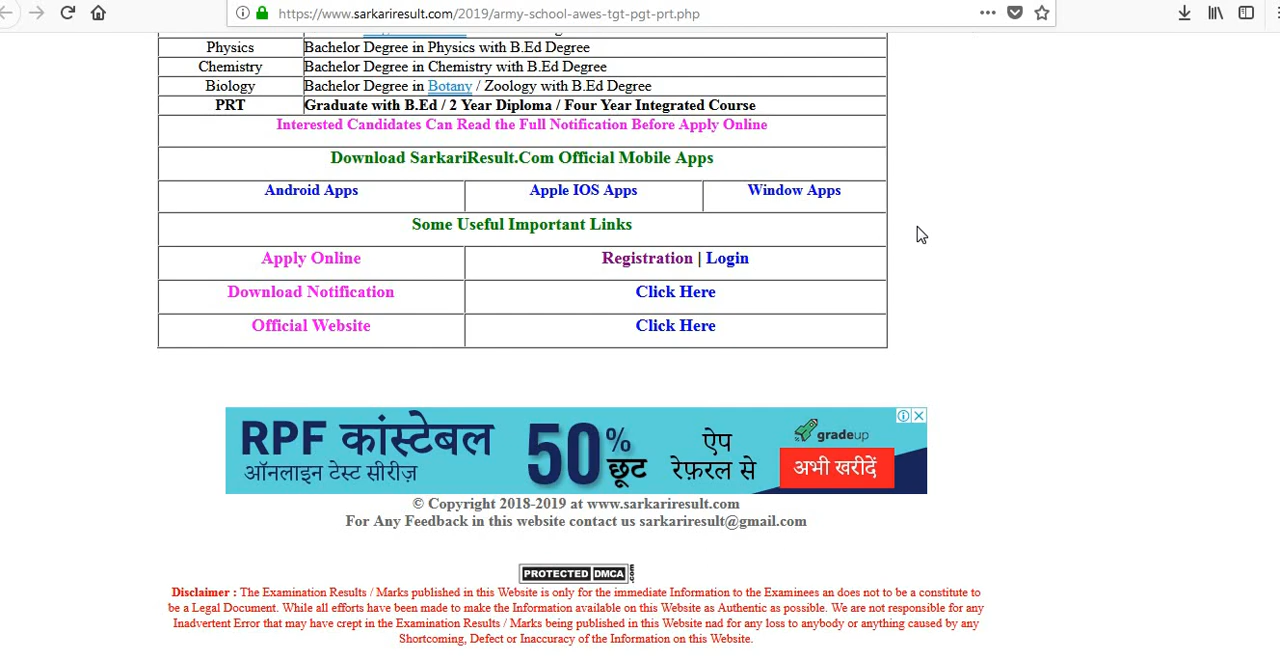 https://www.sarkariresult.com/2019/army-school-awes-tgt-pgt-prt.php
Physics Bachelor Degree in Physics with B.Ed Degree
Chemistry Bachelor Degree in Chemistry with B.Ed Degree
Biology Bachelor Degree in Botany / Zoology with B.Ed Degree
PRT Graduate with B.Ed / 2 Year Diploma / Four Year Integrated Course
Interested Candidates Can Read the Full Notification Before Apply Online
Download SarkariResult.Com Official Mobile Apps
Android Apps Apple IOS Apps Window Apps
Some Useful Important Links
Apply Online Registration | Login
Download Notification Click Here
Official Website Click Here
RPF कांस्टेबल
ऑनलाइन टेस्ट सीरीज़
50% छूट
ऐप
रेफ़रल से
gradeup
अभी खरीदें
© Copyright 2018-2019 at www.sarkariresult.com
For Any Feedback in this website contact us sarkariresult@gmail.com
PROTECTED DMCA .com
Disclaimer : The Examination Results / Marks published in this Website is only for the immediate Information to the Examinees an does not to be a constitute to
be a Legal Document. While all efforts have been made to make the Information available on this Website as Authentic as possible. We are not responsible for any
Inadvertent Error that may have crept in the Examination Results / Marks being published in this Website nad for any loss to anybody or anything caused by any
Shortcoming, Defect or Inaccuracy of the Information on this Website.